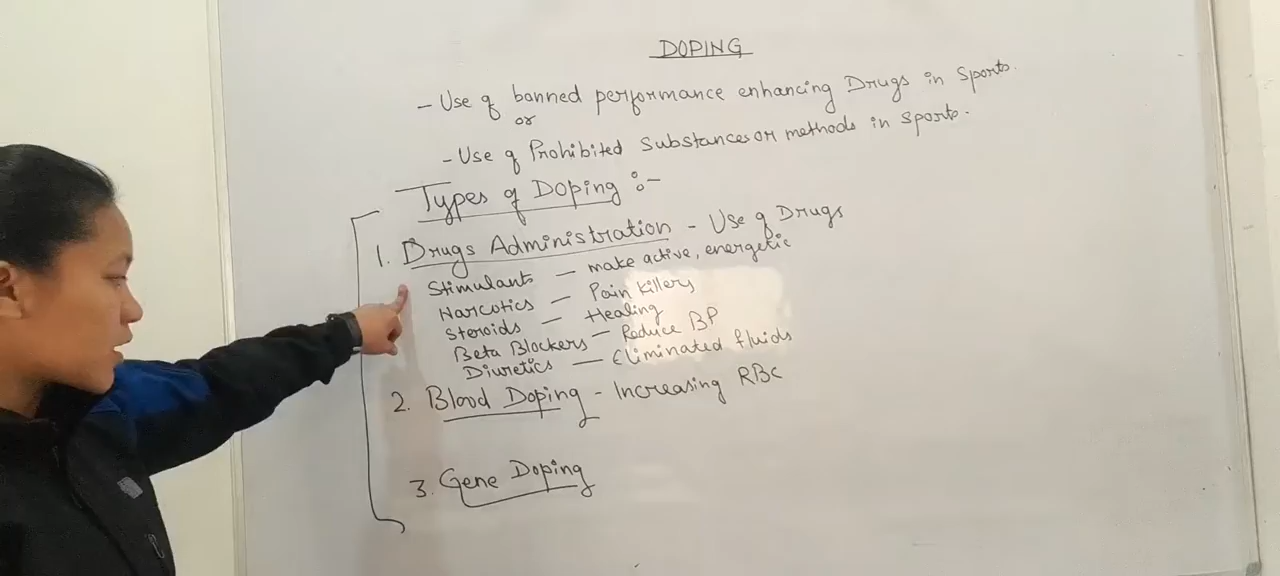 DOPING
- Use of banned performance enhancing Drugs in Sports.
or
- Use of Prohibited Substances or methods in Sports.
Types of Doping :-
1. Drugs Administration - Use of Drugs
Stimulants - make active, energetic
Narcotics - Pain Killers
Steroids - Healing
Beta Blockers - Reduce BP
Diuretics - Eliminated fluids
2. Blood Doping - Increasing RBC
3. Gene Doping